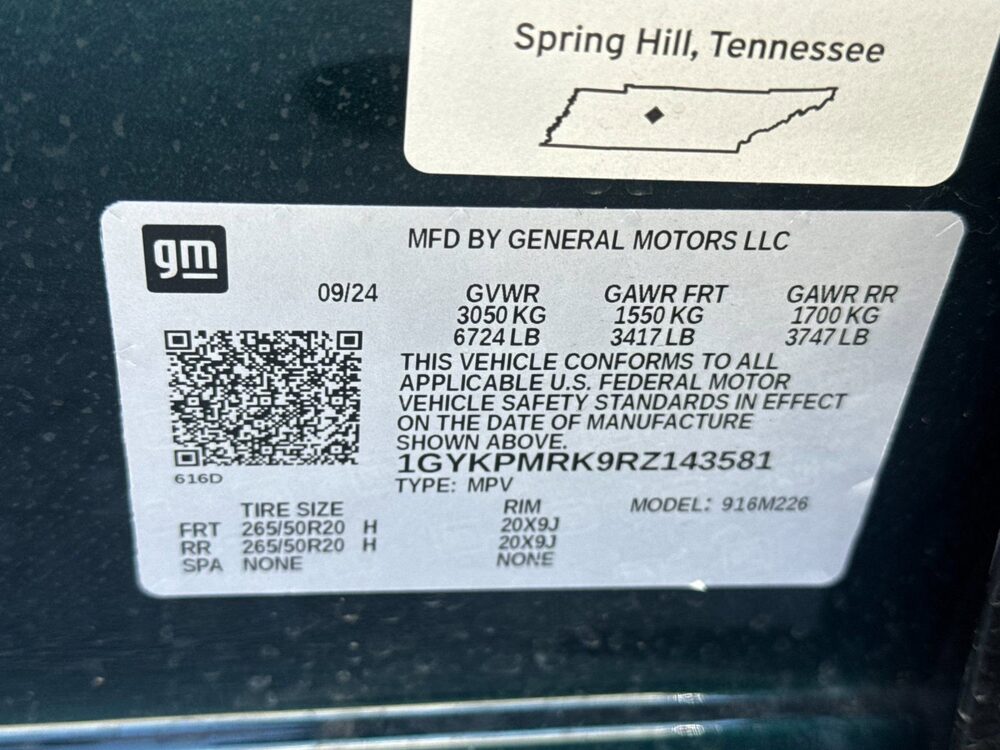 Spring Hill, Tennessee
gm
MFD BY GENERAL MOTORS LLC
09/24 GVWR GAWR FRT GAWR RR
3050 KG 1550 KG 1700 KG
6724 LB 3417 LB 3747 LB
THIS VEHICLE CONFORMS TO ALL
APPLICABLE U.S. FEDERAL MOTOR
VEHICLE SAFETY STANDARDS IN EFFECT
ON THE DATE OF MANUFACTURE
SHOWN ABOVE.
1GYKPMRK9RZ143581
616D
TYPE: MPV
TIRE SIZE RIM MODEL: 916M226
FRT 265/50R20 H 20X9J
RR 265/50R20 H 20X9J
SPA NONE NONE